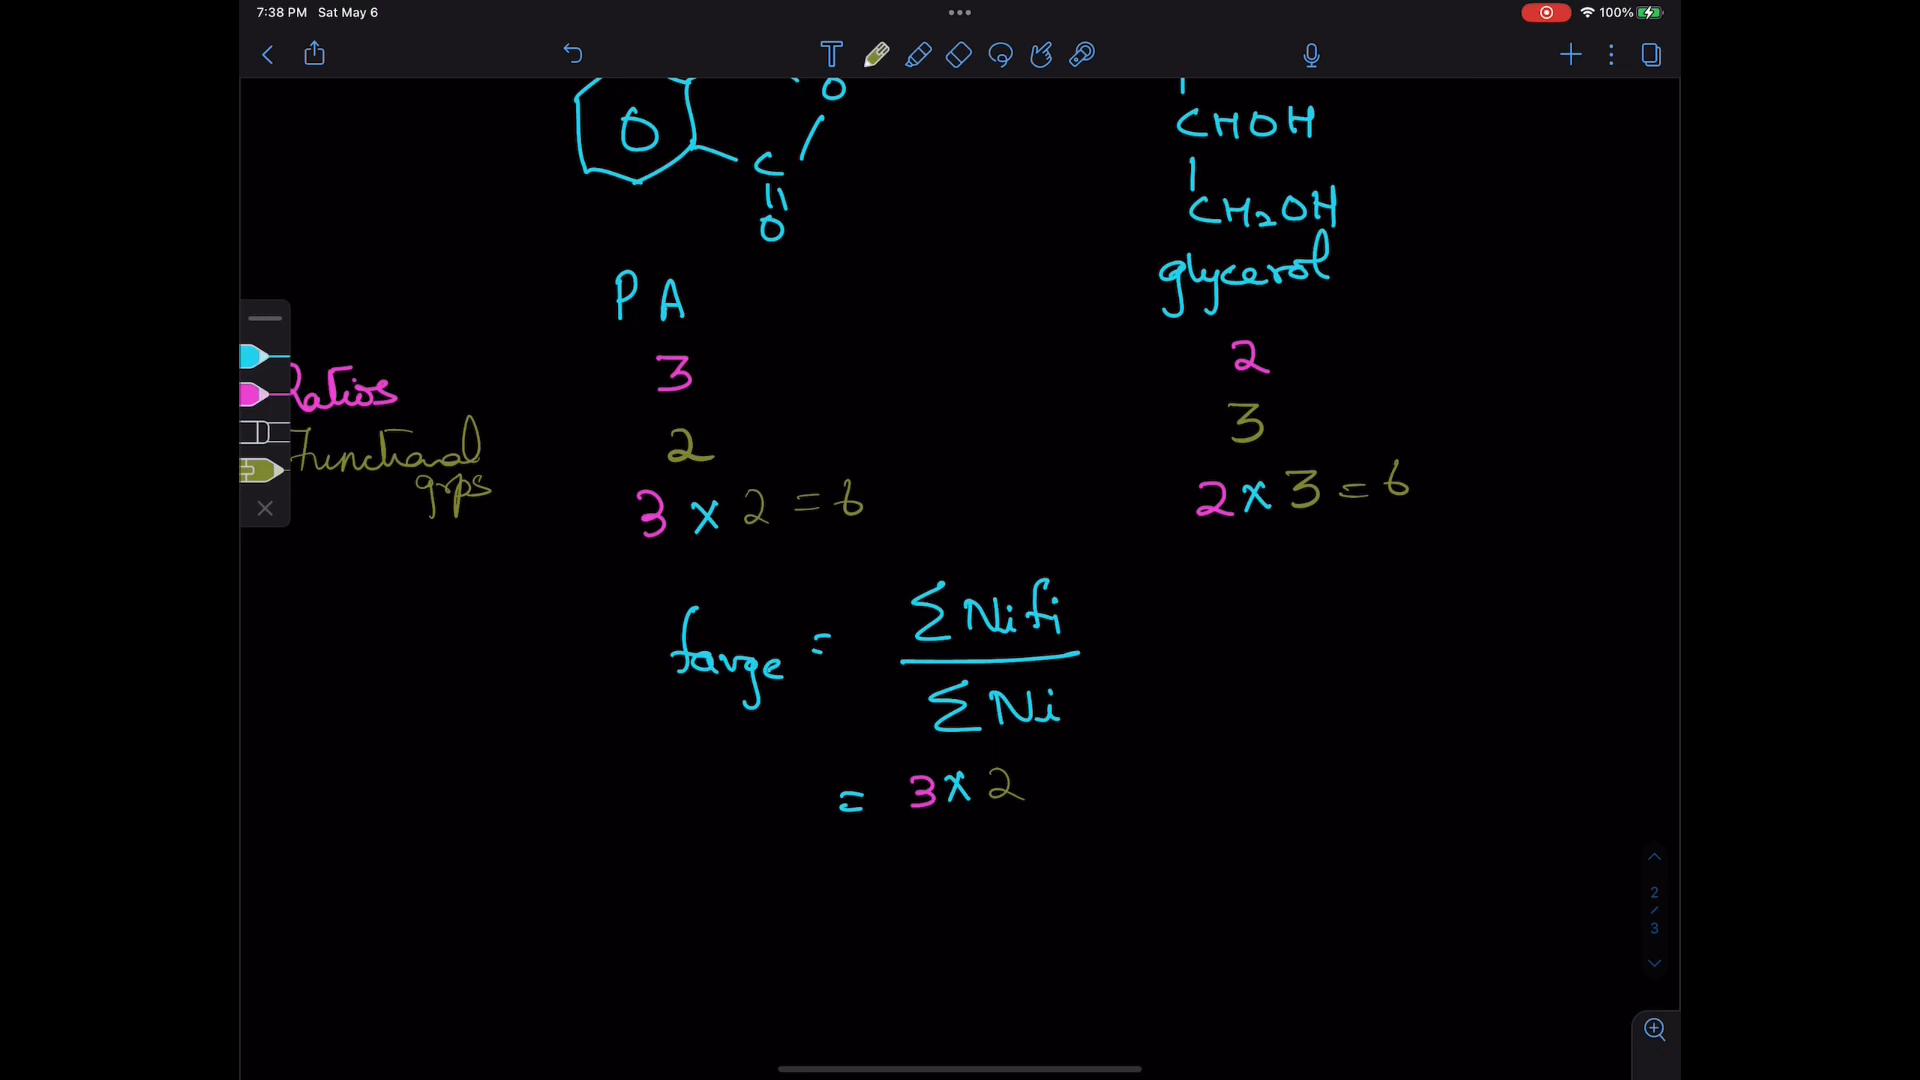 7:38 PM Sat May 6
100%
T
O
O
C
O
CHOH
CH₂OH
PA
glycerol
Ratios
3
2
Functional grps
2
3
3 x 2 = 6
2 x 3 = 6
favge = ΣNifi
ΣNi
= 3 x 2
2
/
3